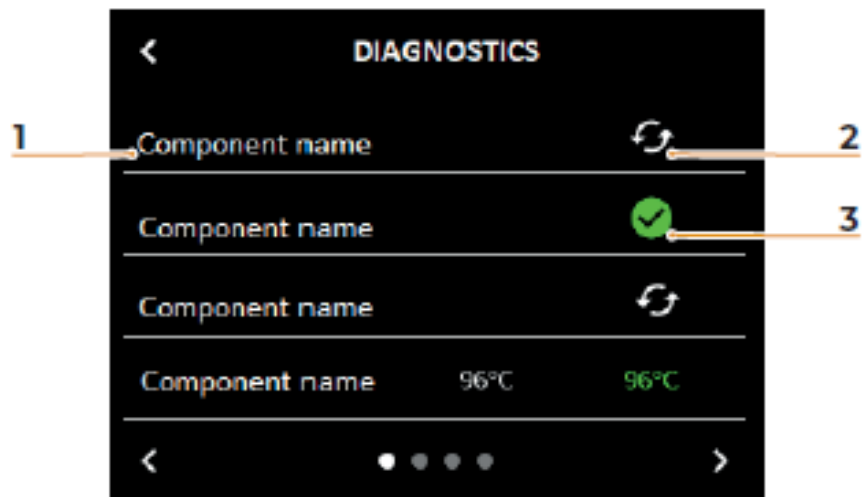 DIAGNOSTICS
1 Component name 2
Component name 3
Component name
Component name 96°C 96°C